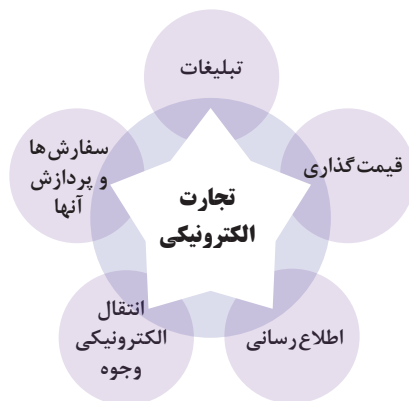 تبلیغات
قیمت‌گذاری
اطلاع‌رسانی
انتقال
الکترونیکی
وجوه
سفارش‌ها
و پردازش
آنها
تجارت
الکترونیکی